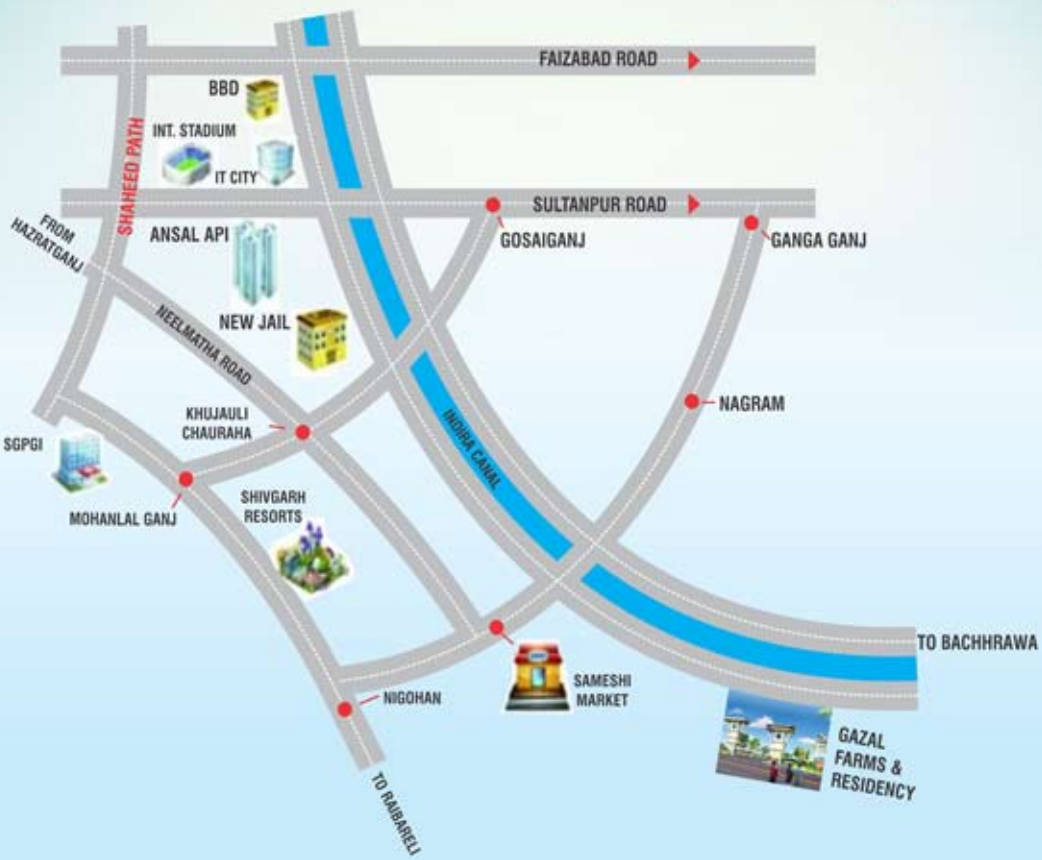 FAIZABAD ROAD
BBD
INT. STADIUM
IT CITY
SHAHEED PATH
SULTANPUR ROAD
FROM
HAZRATGANJ
ANSAL API
GOSAIGANJ
GANGA GANJ
NEW JAIL
NEELMATHA ROAD
KHUJAULI
CHAURAHA
NAGRAM
INDIRA CANAL
SGPGI
MOHANLAL GANJ
SHIVGARH
RESORTS
TO BACHHRAWA
SAMESHI
MARKET
NIGOHAN
GAZAL
FARMS &
RESIDENCY
TO RAIBARELI